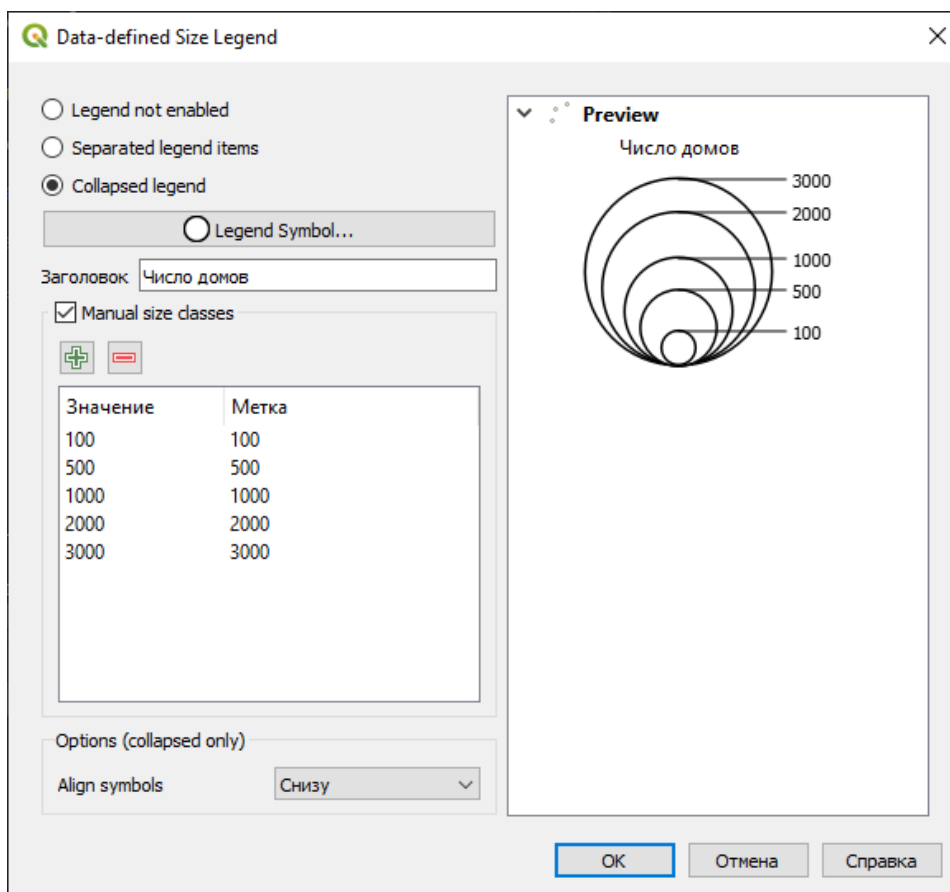 Data-defined Size Legend
Legend not enabled
Separated legend items
Collapsed legend
Legend Symbol...
Заголовок Число домов
Manual size classes
Значение Метка
100 100
500 500
1000 1000
2000 2000
3000 3000
Options (collapsed only)
Align symbols Снизу
Preview
Число домов
3000
2000
1000
500
100
OK Отмена Справка